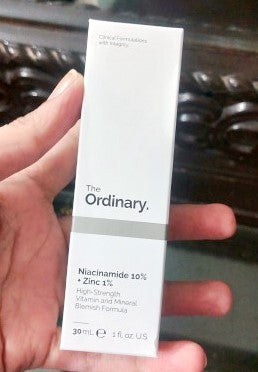 Clinical Formulations
with Integrity.
The
Ordinary.
Niacinamide 10%
+ Zinc 1%
High-Strength
Vitamin and Mineral
Blemish Formula
30 mL ℮ 1 fl. oz. U.S.